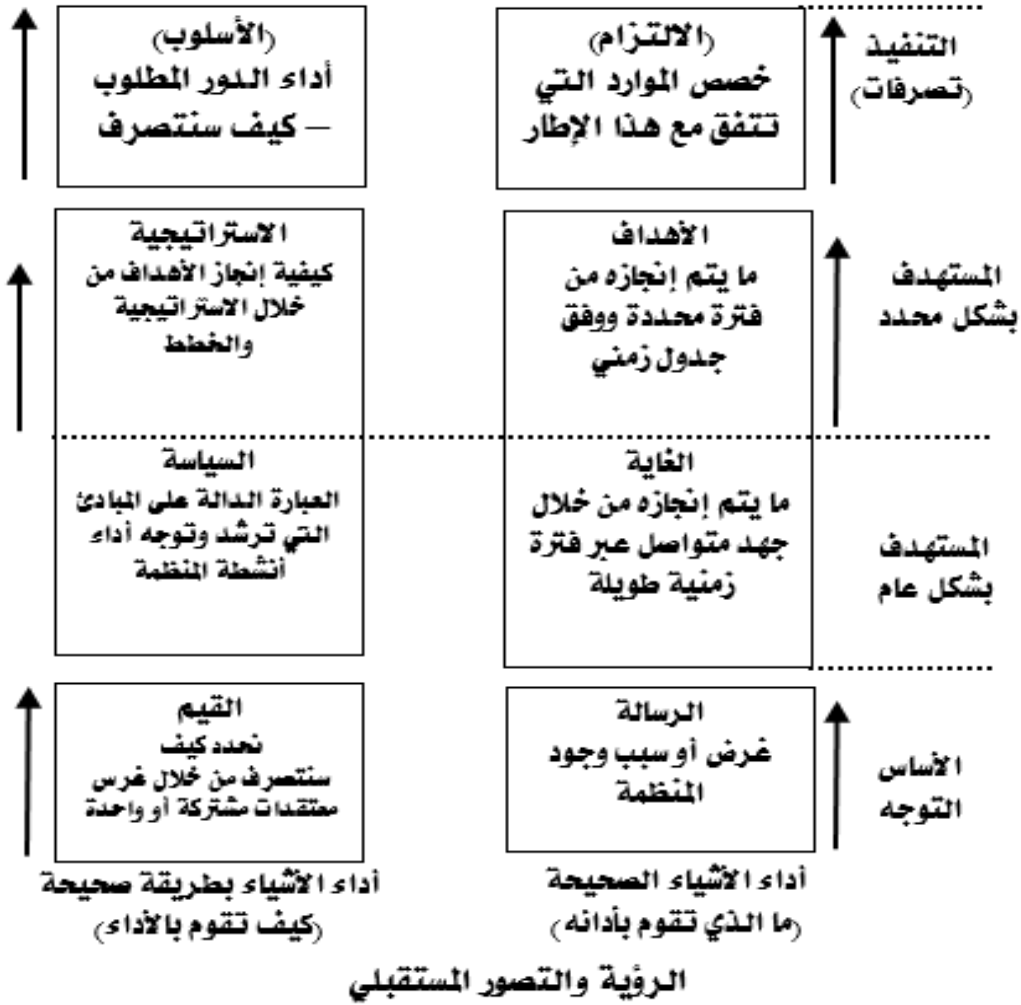 التنفيذ
(تصرفات)
(الالتزام)
خصص الموارد التي
تتفق مع هذا الإطار
(الأسلوب)
أداء الدور المطلوب
– كيف سنتصرف
المستهدف
بشكل محدد
الأهداف
ما يتم إنجازه من
فترة محددة ووفق
جدول زمني
الاستراتيجية
كيفية إنجاز الأهداف من
خلال الاستراتيجية
والخطط
المستهدف
بشكل عام
الغاية
ما يتم إنجازه من خلال
جهد متواصل عبر فترة
زمنية طويلة
السياسة
العبارة الدالة على المبادئ
التي ترشد وتوجه أداء
أنشطة المنظمة
الأساس
التوجه
الرسالة
غرض أو سبب وجود
المنظمة
القيم
نحدد كيف
سنتصرف من خلال غرس
معتقدات مشتركة أو واحدة
أداء الأشياء الصحيحة
(ما الذي تقوم بأدائه)
أداء الأشياء بطريقة صحيحة
(كيف تقوم بالأداء)
الرؤية والتصور المستقبلي